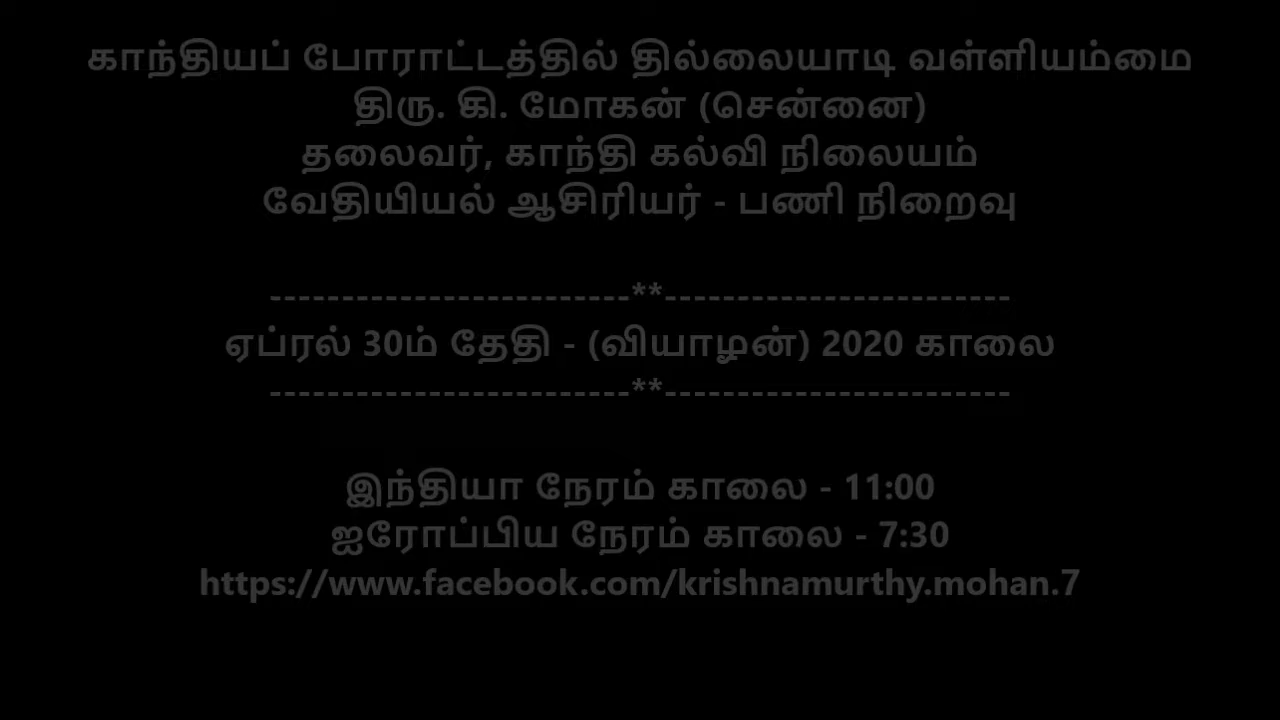 காந்தியப் போராட்டத்தில் தில்லையாடி வள்ளியம்மை
திரு. கி. மோகன் (சென்னை)
தலைவர், காந்தி கல்வி நிலையம்
வேதியியல் ஆசிரியர் - பணி நிறைவு
-------------------------**------------------------
ஏப்ரல் 30ம் தேதி - (வியாழன்) 2020 காலை
-------------------------**------------------------
இந்தியா நேரம் காலை - 11:00
ஐரோப்பிய நேரம் காலை - 7:30
https://www.facebook.com/krishnamurthy.mohan.7